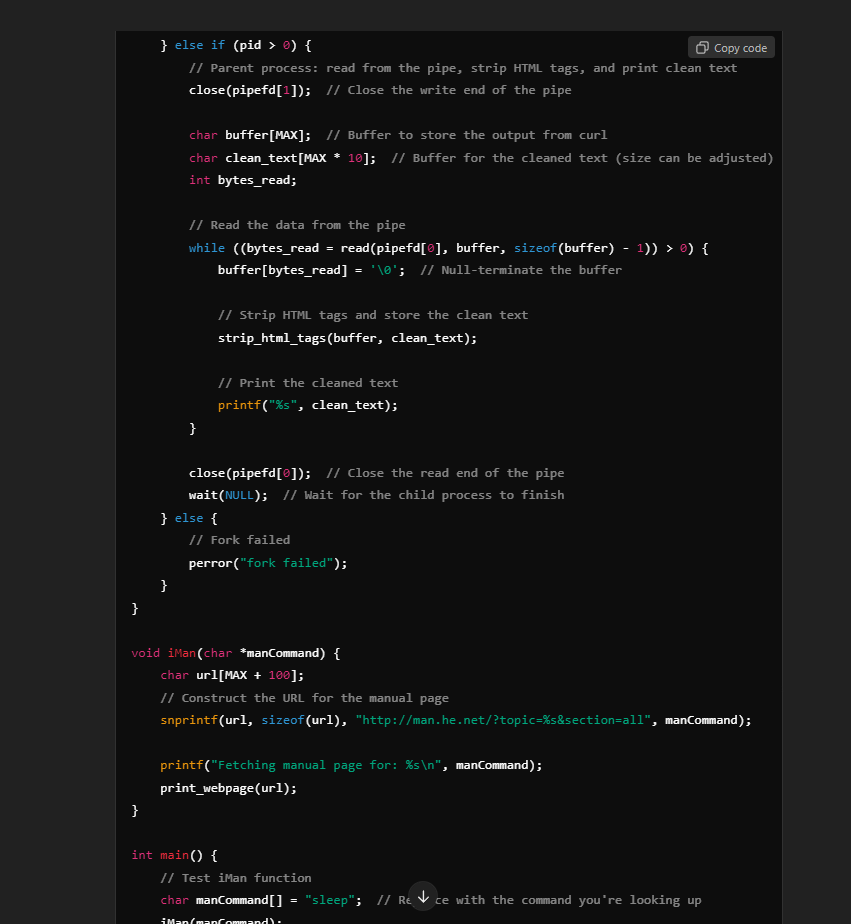 } else if (pid > 0) {
Copy code
// Parent process: read from the pipe, strip HTML tags, and print clean text
close(pipefd[1]);  // Close the write end of the pipe
char buffer[MAX];  // Buffer to store the output from curl
char clean_text[MAX * 10];  // Buffer for the cleaned text (size can be adjusted)
int bytes_read;
// Read the data from the pipe
while ((bytes_read = read(pipefd[0], buffer, sizeof(buffer) - 1)) > 0) {
buffer[bytes_read] = '\0';  // Null-terminate the buffer
// Strip HTML tags and store the clean text
strip_html_tags(buffer, clean_text);
// Print the cleaned text
printf("%s", clean_text);
}
close(pipefd[0]);  // Close the read end of the pipe
wait(NULL);  // Wait for the child process to finish
} else {
// Fork failed
perror("fork failed");
}
}
void iMan(char *manCommand) {
char url[MAX + 100];
// Construct the URL for the manual page
snprintf(url, sizeof(url), "http://man.he.net/?topic=%s&section=all", manCommand);
printf("Fetching manual page for: %s\n", manCommand);
print_webpage(url);
}
int main() {
// Test iMan function
char manCommand[] = "sleep";  // with the command you're looking up
iMan(manCommand);